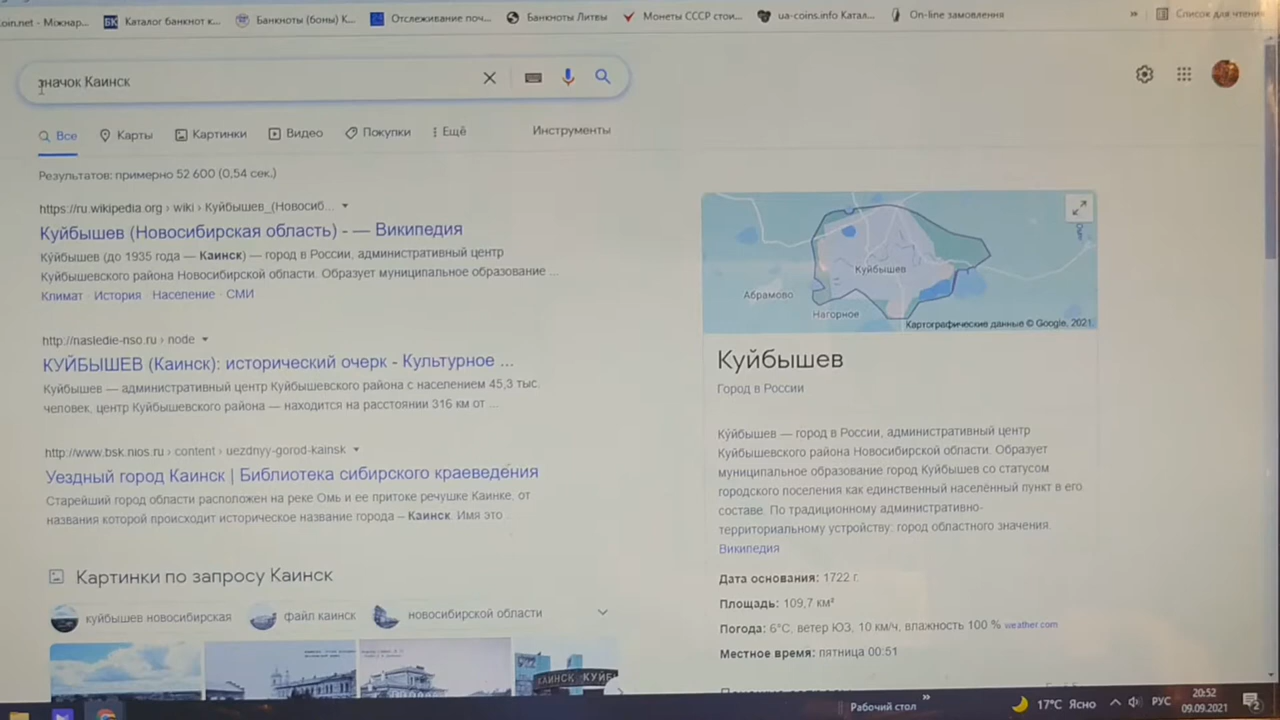 Coin.net - Міжнар...
Каталог банкнот к...
Банкноты (боны) К...
Отслеживание поч...
Банкноты Литвы
Монеты СССР стои...
ua-coins.info Катал...
On-line замовлення
»
Список для чтения
значок Каинск
Все
Карты
Картинки
Видео
Покупки
Ещё
Инструменты
Результатов: примерно 52 600 (0,54 сек.)
https://ru.wikipedia.org › wiki › Куйбышев_(Новосиб...
Куйбышев (Новосибирская область) - — Википедия
Ку́йбышев (до 1935 года — Каинск) — город в России, административный центр
Куйбышевского района Новосибирской области. Образует муниципальное образование ...
Климат · История · Население · СМИ
http://nasledie-nso.ru › node
КУЙБЫШЕВ (Каинск): исторический очерк - Культурное ...
Куйбышев — административный центр Куйбышевского района с населением 45,3 тыс.
человек, центр Куйбышевского района — находится на расстоянии 316 км от ...
http://www.bsk.nios.ru › content › uezdnyy-gorod-kainsk
Уездный город Каинск | Библиотека сибирского краеведения
Старейший город области расположен на реке Омь и ее притоке речушке Каинке, от
названия которой происходит историческое название города – Каинск. Имя это
Картинки по запросу Каинск
куйбышев новосибирская
файл каинск
новосибирской области
КАИНСК КУЙБ
Куйбышев
Абрамово
Нагорное
Омь
Картографические данные © Google, 2021
Куйбышев
Город в России
Ку́йбышев — город в России, административный центр
Куйбышевского района Новосибирской области. Образует
муниципальное образование город Куйбышев со статусом
городского поселения как единственный населённый пункт в его
составе. По традиционному административно-
территориальному устройству: город областного значения.
Википедия
Дата основания: 1722 г.
Площадь: 109,7 км²
Погода: 6°C, ветер ЮЗ, 10 км/ч, влажность 100 % weather.com
Местное время: пятница 00:51
Рабочий стол
»
17°C Ясно
РУС
20:52
09.09.2021
2